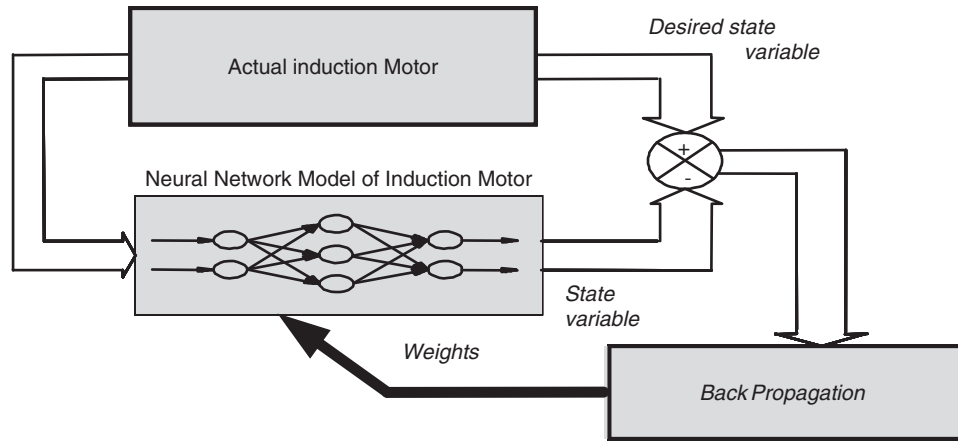 Desired state
variable
Actual induction Motor
+
-
Neural Network Model of Induction Motor
State
variable
Weights
Back Propagation